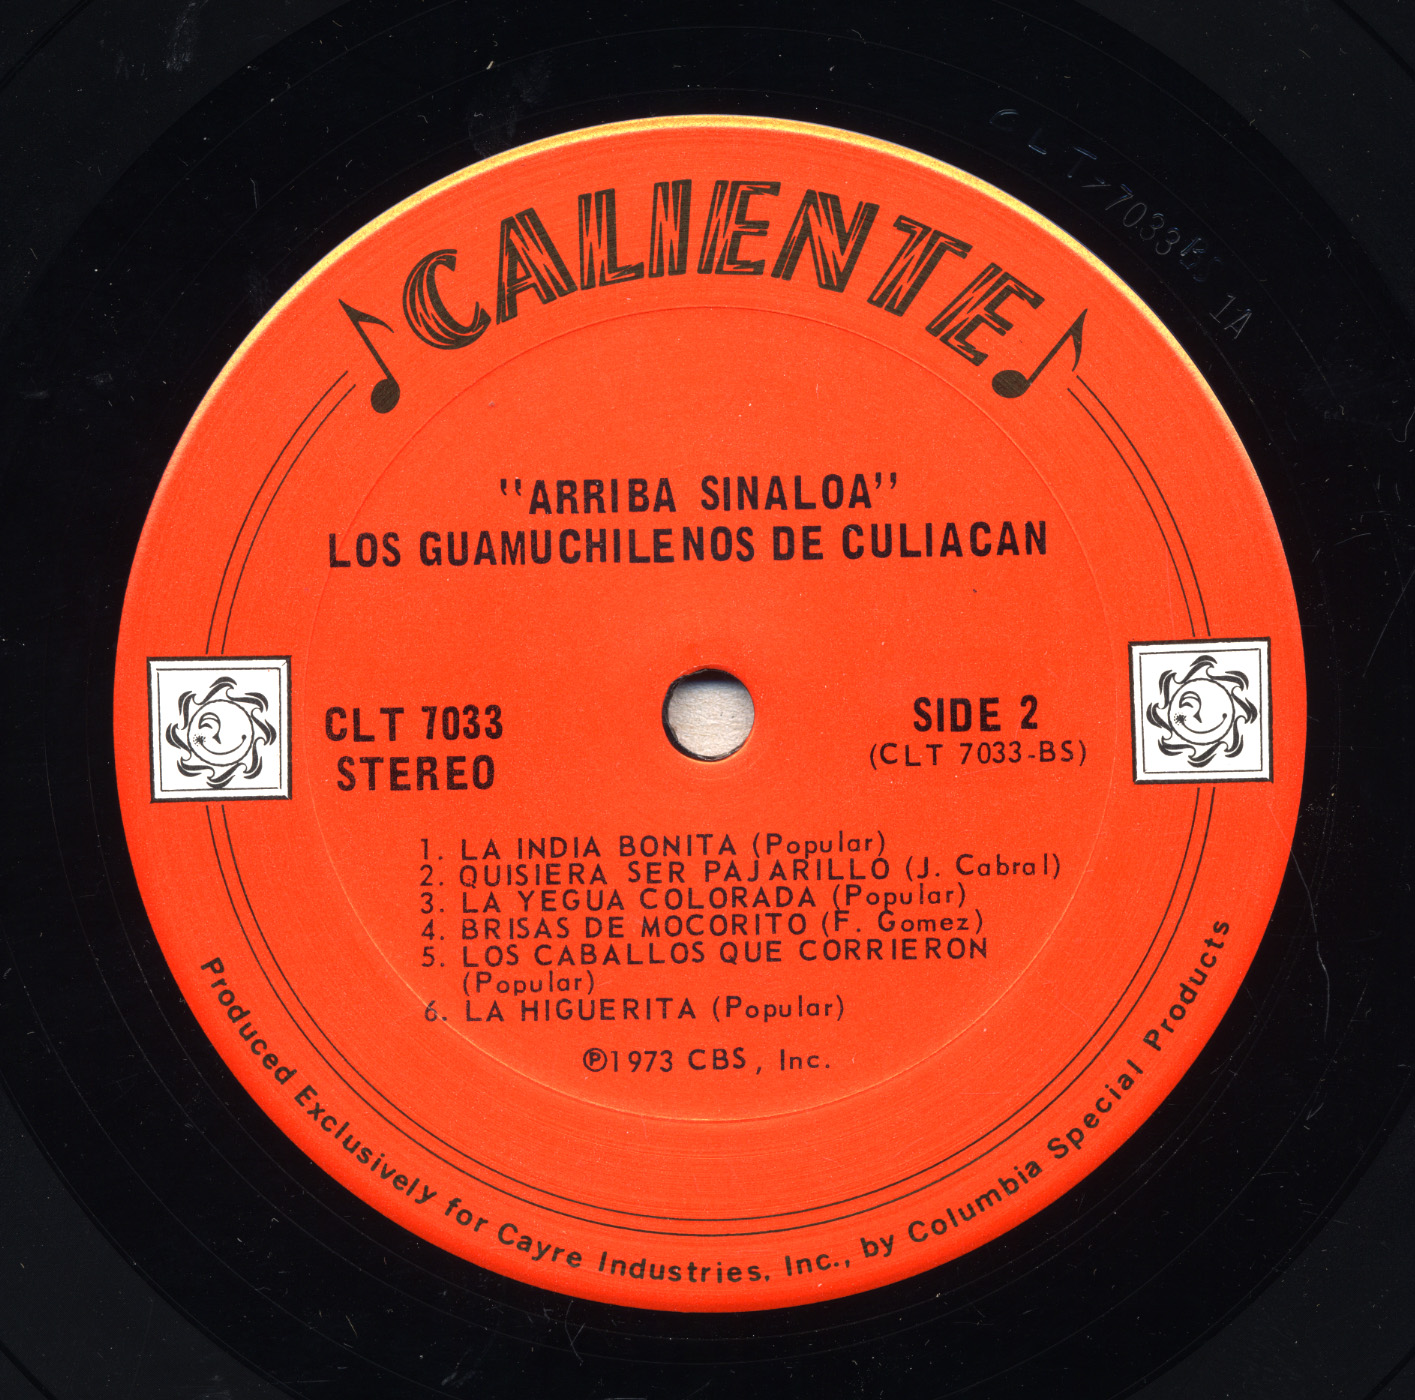 CLT-7033BS 1A
CALIENTE
"ARRIBA SINALOA"
LOS GUAMUCHILENOS DE CULIACAN
CLT 7033
STEREO
SIDE 2
(CLT 7033-BS)
1. LA INDIA BONITA (Popular)
2. QUISIERA SER PAJARILLO (J. Cabral)
3. LA YEGUA COLORADA (Popular)
4. BRISAS DE MOCORITO (F. Gomez)
5. LOS CABALLOS QUE CORRIERON
(Popular)
6. LA HIGUERITA (Popular)
℗1973 CBS, Inc.
Produced Exclusively for Cayre Industries, Inc., by Columbia Special Products